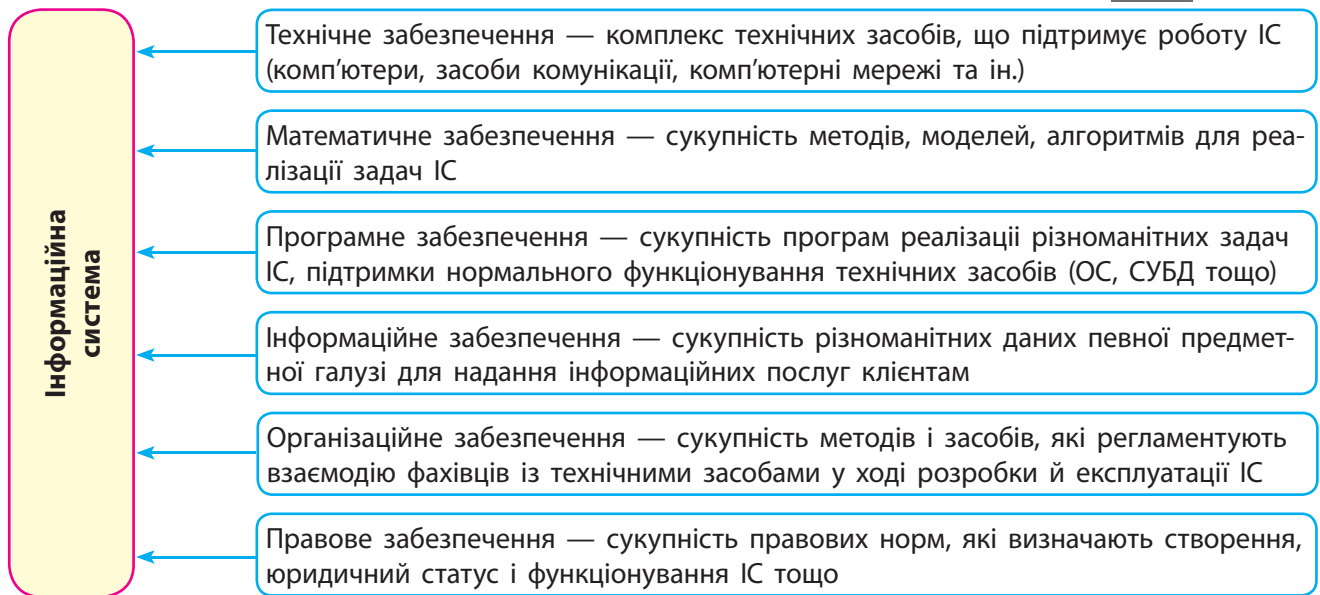 Інформаційна
система
Технічне забезпечення — комплекс технічних засобів, що підтримує роботу ІС
(комп'ютери, засоби комунікації, комп'ютерні мережі та ін.)
Математичне забезпечення — сукупність методів, моделей, алгоритмів для реа-
лізації задач ІС
Програмне забезпечення — сукупність програм реалізаціі різноманітних задач
ІС, підтримки нормального функціонування технічних засобів (ОС, СУБД тощо)
Інформаційне забезпечення — сукупність різноманітних даних певної предмет-
ної галузі для надання інформаційних послуг клієнтам
Організаційне забезпечення — сукупність методів і засобів, які регламентують
взаємодію фахівців із технічними засобами у ході розробки й експлуатації ІС
Правове забезпечення — сукупність правових норм, які визначають створення,
юридичний статус і функціонування ІС тощо